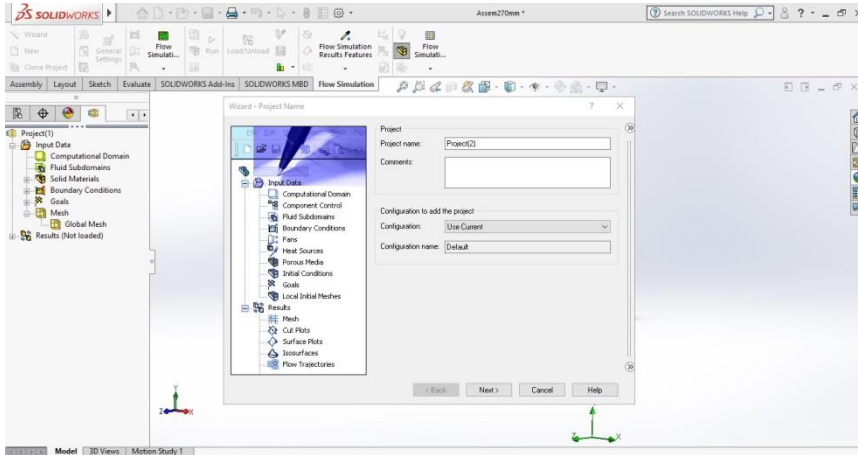 SOLIDWORKS
Assem270mm *
Search SOLIDWORKS Help
Wizard
New
Clone Project
General Settings
Flow Simulati...
Run
Load/Unload
Flow Simulation Results Features
Flow Simulati...
Assembly Layout Sketch Evaluate SOLIDWORKS Add-Ins SOLIDWORKS MBD Flow Simulation
Project(1)
Input Data
Computational Domain
Fluid Subdomains
Solid Materials
Boundary Conditions
Goals
Mesh
Global Mesh
Results (Not loaded)
Wizard - Project Name
Input Data
Computational Domain
Component Control
Fluid Subdomains
Boundary Conditions
Fans
Heat Sources
Porous Media
Initial Conditions
Goals
Local Initial Meshes
Results
Mesh
Cut Plots
Surface Plots
Isosurfaces
Flow Trajectories
Project
Project name: Project(2)
Comments:
Configuration to add the project
Configuration: Use Current
Configuration name: Default
< Back Next > Cancel Help
Y
Z X
Z X
Model 3D Views Motion Study 1